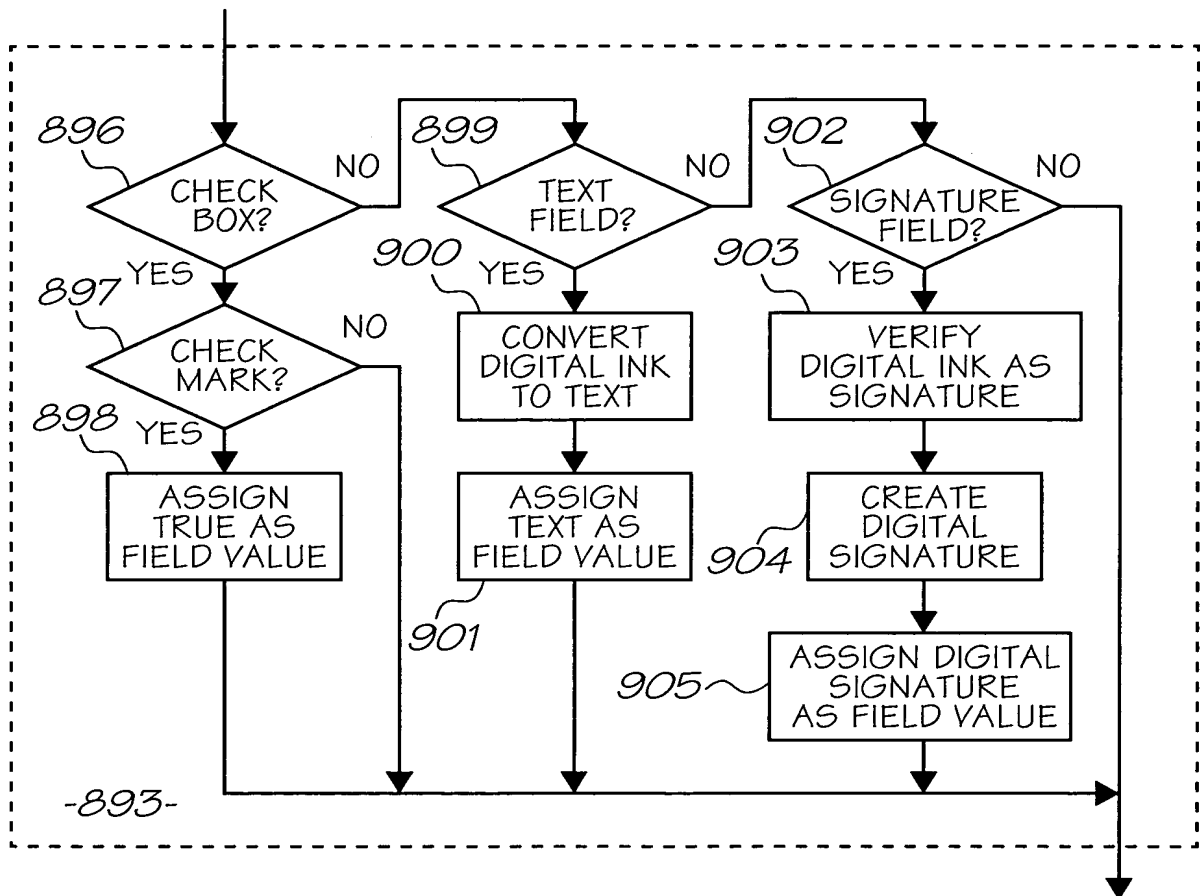 896
CHECK
BOX?
NO
YES
897
CHECK
MARK?
NO
YES
898
ASSIGN
TRUE AS
FIELD VALUE
899
TEXT
FIELD?
NO
YES
900
CONVERT
DIGITAL INK
TO TEXT
ASSIGN
TEXT AS
FIELD VALUE
901
902
SIGNATURE
FIELD?
NO
YES
903
VERIFY
DIGITAL INK AS
SIGNATURE
CREATE
DIGITAL
SIGNATURE
904
ASSIGN DIGITAL
SIGNATURE
AS FIELD VALUE
905
-893-